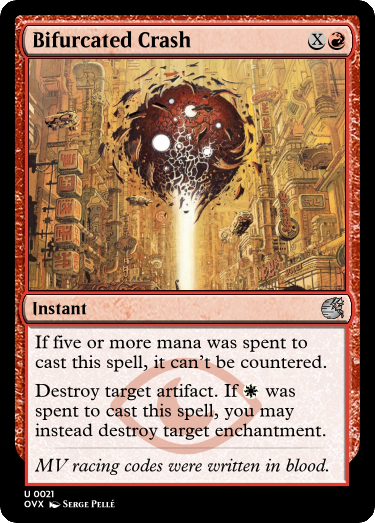 Bifurcated Crash X
Instant
If five or more mana was spent to
cast this spell, it can't be countered.
Destroy target artifact. If was
spent to cast this spell, you may
instead destroy target enchantment.
MV racing codes were written in blood.
U 0021
OVX Serge Pellé